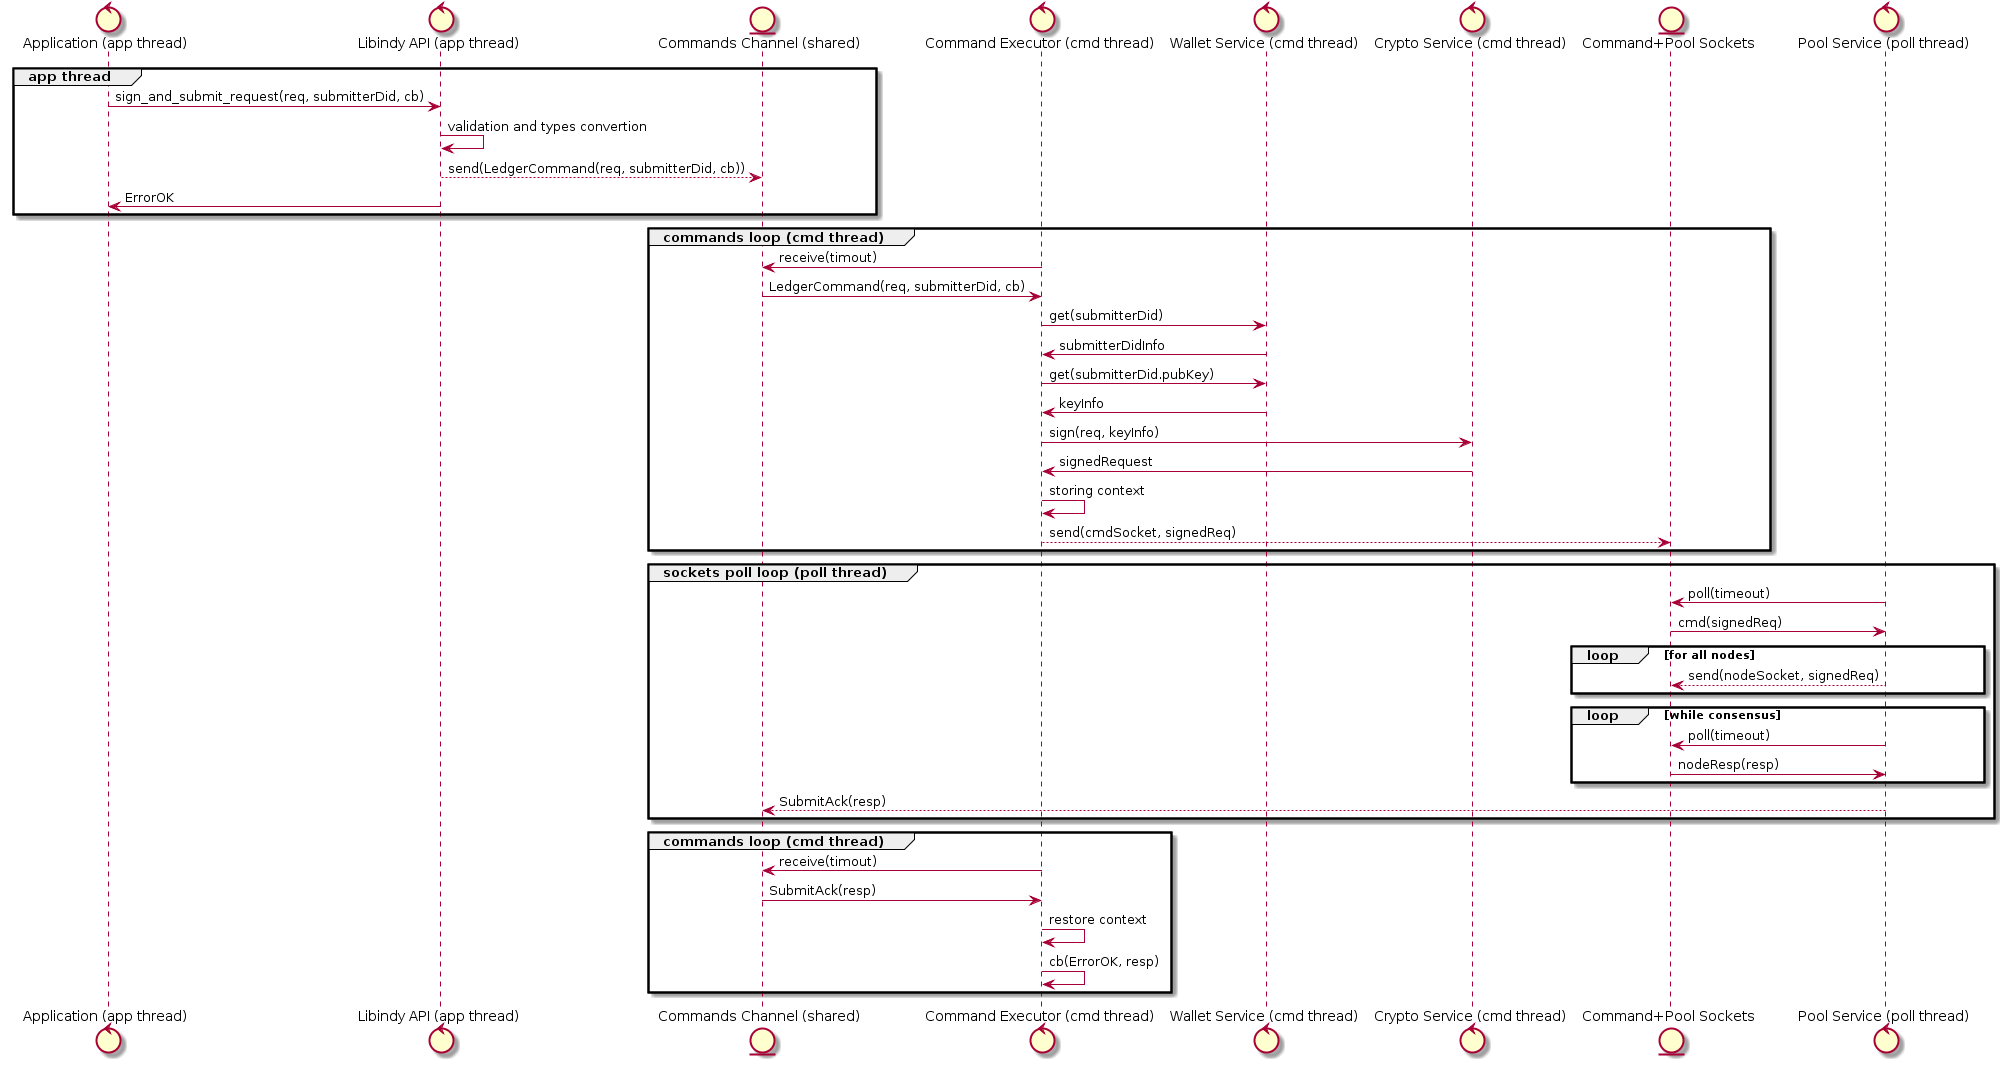 Application (app thread)
Libindy API (app thread)
Commands Channel (shared)
Command Executor (cmd thread)
Wallet Service (cmd thread)
Crypto Service (cmd thread)
Command+Pool Sockets
Pool Service (poll thread)
app thread
sign_and_submit_request(req, submitterDid, cb)
validation and types convertion
send(LedgerCommand(req, submitterDid, cb))
ErrorOK
commands loop (cmd thread)
receive(timout)
LedgerCommand(req, submitterDid, cb)
get(submitterDid)
submitterDidInfo
get(submitterDid.pubKey)
keyInfo
sign(req, keyInfo)
signedRequest
storing context
send(cmdSocket, signedReq)
sockets poll loop (poll thread)
poll(timeout)
cmd(signedReq)
loop
[for all nodes]
send(nodeSocket, signedReq)
loop
[while consensus]
poll(timeout)
nodeResp(resp)
SubmitAck(resp)
commands loop (cmd thread)
receive(timout)
SubmitAck(resp)
restore context
cb(ErrorOK, resp)
Application (app thread)
Libindy API (app thread)
Commands Channel (shared)
Command Executor (cmd thread)
Wallet Service (cmd thread)
Crypto Service (cmd thread)
Command+Pool Sockets
Pool Service (poll thread)